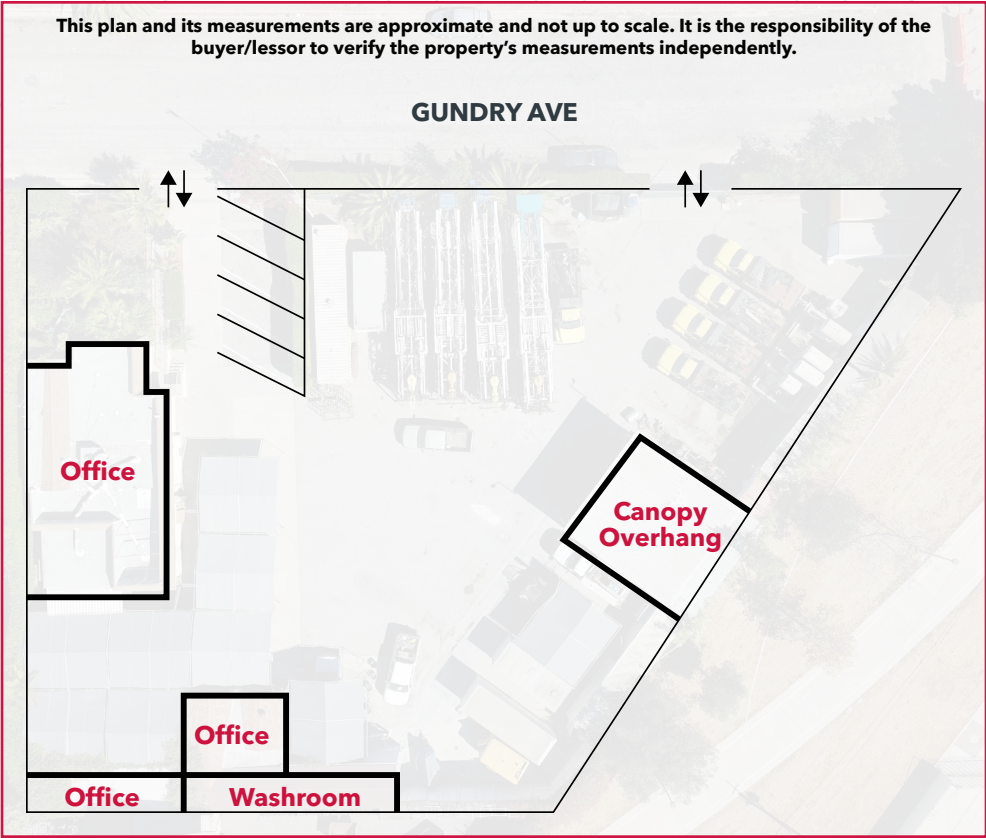 This plan and its measurements are approximate and not up to scale. It is the responsibility of the
buyer/lessor to verify the property’s measurements independently.
GUNDRY AVE
Office
Canopy
Overhang
Office
Office
Washroom